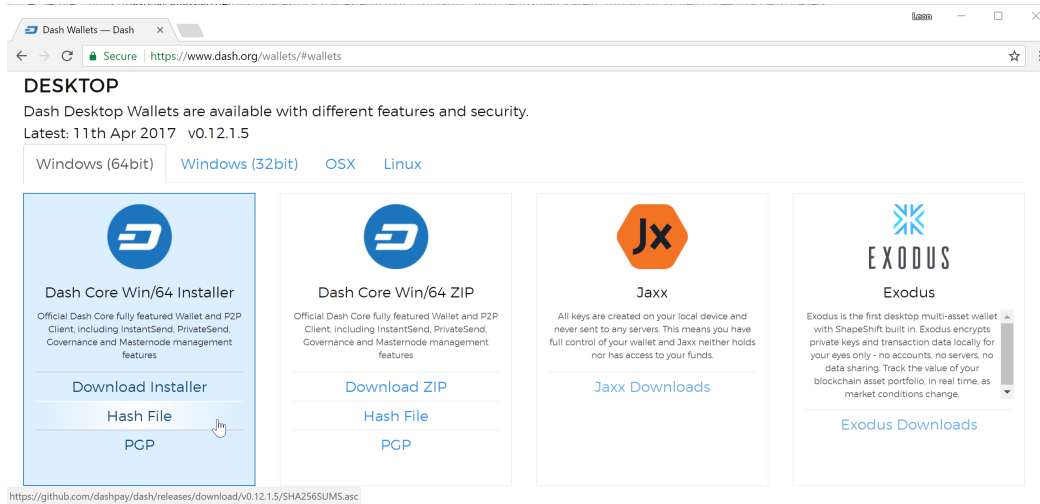 Dash Wallets — Dash
Leon
Secure https://www.dash.org/wallets/#wallets
DESKTOP
Dash Desktop Wallets are available with different features and security.
Latest: 11th Apr 2017 v0.12.1.5
Windows (64bit) Windows (32bit) OSX Linux
Dash Core Win/64 Installer
Official Dash Core fully featured Wallet and P2P
Client, including InstantSend, PrivateSend,
Governance and Masternode management
features
Download Installer
Hash File
PGP
Dash Core Win/64 ZIP
Official Dash Core fully featured Wallet and P2P
Client, including InstantSend, PrivateSend,
Governance and Masternode management
features
Download ZIP
Hash File
PGP
Jx
Jaxx
All keys are created on your local device and
never sent to any servers. This means you have
full control of your wallet and Jaxx neither holds
nor has access to your funds.
Jaxx Downloads
EXODUS
Exodus
Exodus is the first desktop multi-asset wallet
with ShapeShift built in. Exodus encrypts
private keys and transaction data locally for
your eyes only - no accounts, no servers, no
data sharing. Track the value of your
blockchain asset portfolio, in real time, as
market conditions change.
Exodus Downloads
https://github.com/dashpay/dash/releases/download/v0.12.1.5/SHA256SUMS.asc